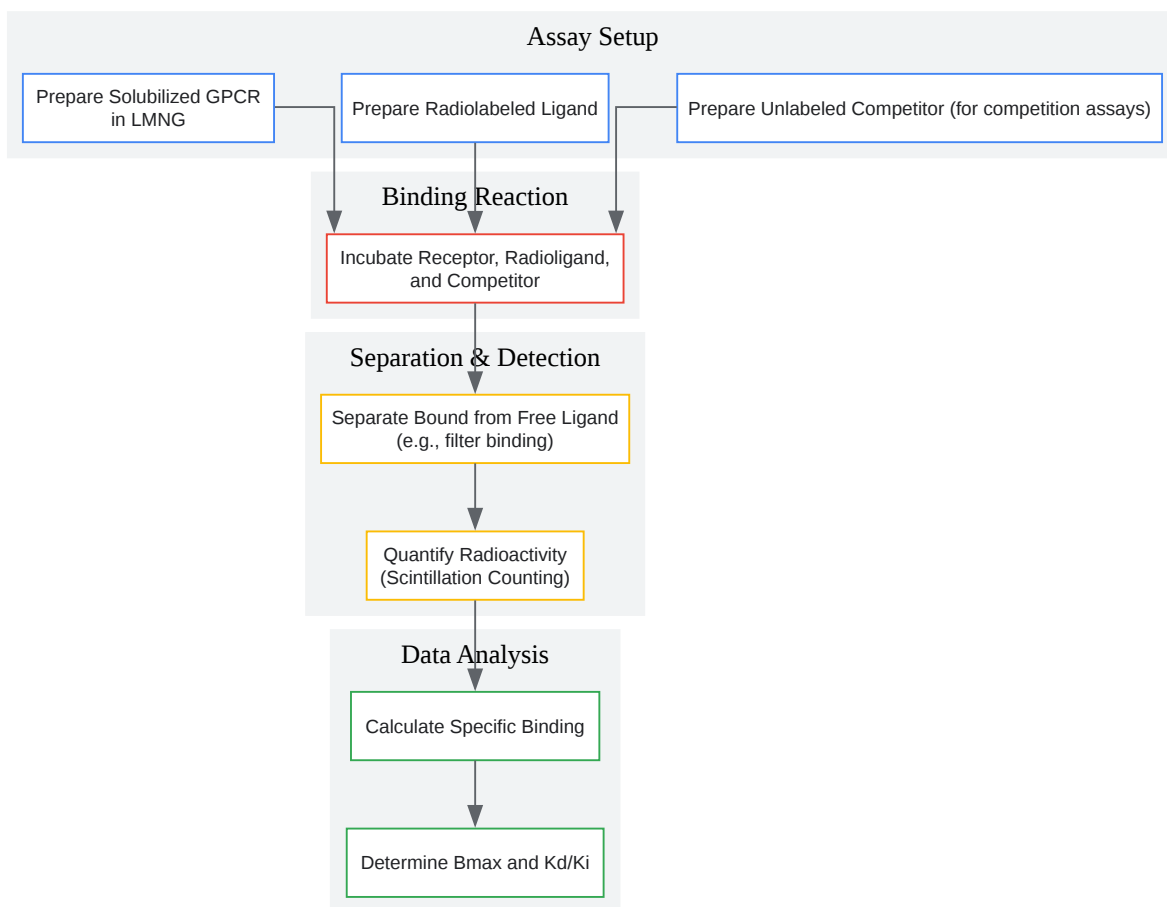 Assay Setup
Prepare Solubilized GPCR
in LMNG
Prepare Radiolabeled Ligand
Prepare Unlabeled Competitor (for competition assays)
Binding Reaction
Incubate Receptor, Radioligand,
and Competitor
Separation & Detection
Separate Bound from Free Ligand
(e.g., filter binding)
Quantify Radioactivity
(Scintillation Counting)
Data Analysis
Calculate Specific Binding
Determine Bmax and Kd/Ki